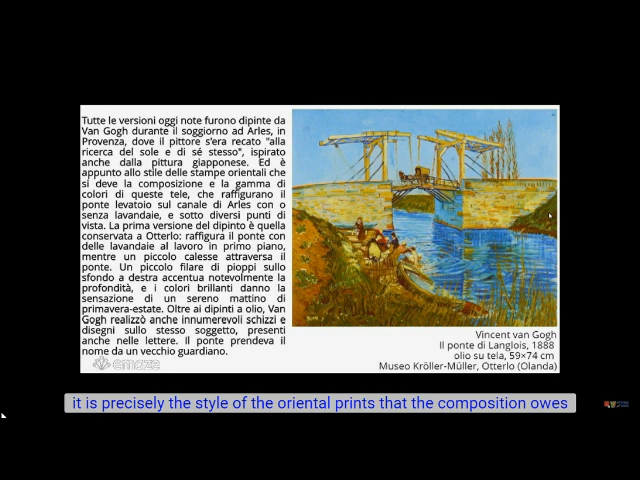 Tutte le versioni oggi note furono dipinte da
Van Gogh durante il soggiorno ad Arles, in
Provenza, dove il pittore s'era recato "alla
ricerca del sole e di sé stesso", ispirato
anche dalla pittura giapponese. Ed è
appunto allo stile delle stampe orientali che
si deve la composizione e la gamma di
colori di queste tele, che raffigurano il
ponte levatoio sul canale di Arles con o
senza lavandaie, e sotto diversi punti di
vista. La prima versione del dipinto è quella
conservata a Otterlo: raffigura il ponte con
delle lavandaie al lavoro in primo piano,
mentre un piccolo calesse attraversa il
ponte. Un piccolo filare di pioppi sullo
sfondo a destra accentua notevolmente la
profondità, e i colori brillanti danno la
sensazione di un sereno mattino di
primavera-estate. Oltre ai dipinti a olio, Van
Gogh realizzò anche innumerevoli schizzi e
disegni sullo stesso soggetto, presenti
anche nelle lettere. Il ponte prendeva il
nome da un vecchio guardiano.
emaze
Vincent van Gogh
Il ponte di Langlois, 1888
olio su tela, 59×74 cm
Museo Kröller-Müller, Otterlo (Olanda)
it is precisely the style of the oriental prints that the composition owes